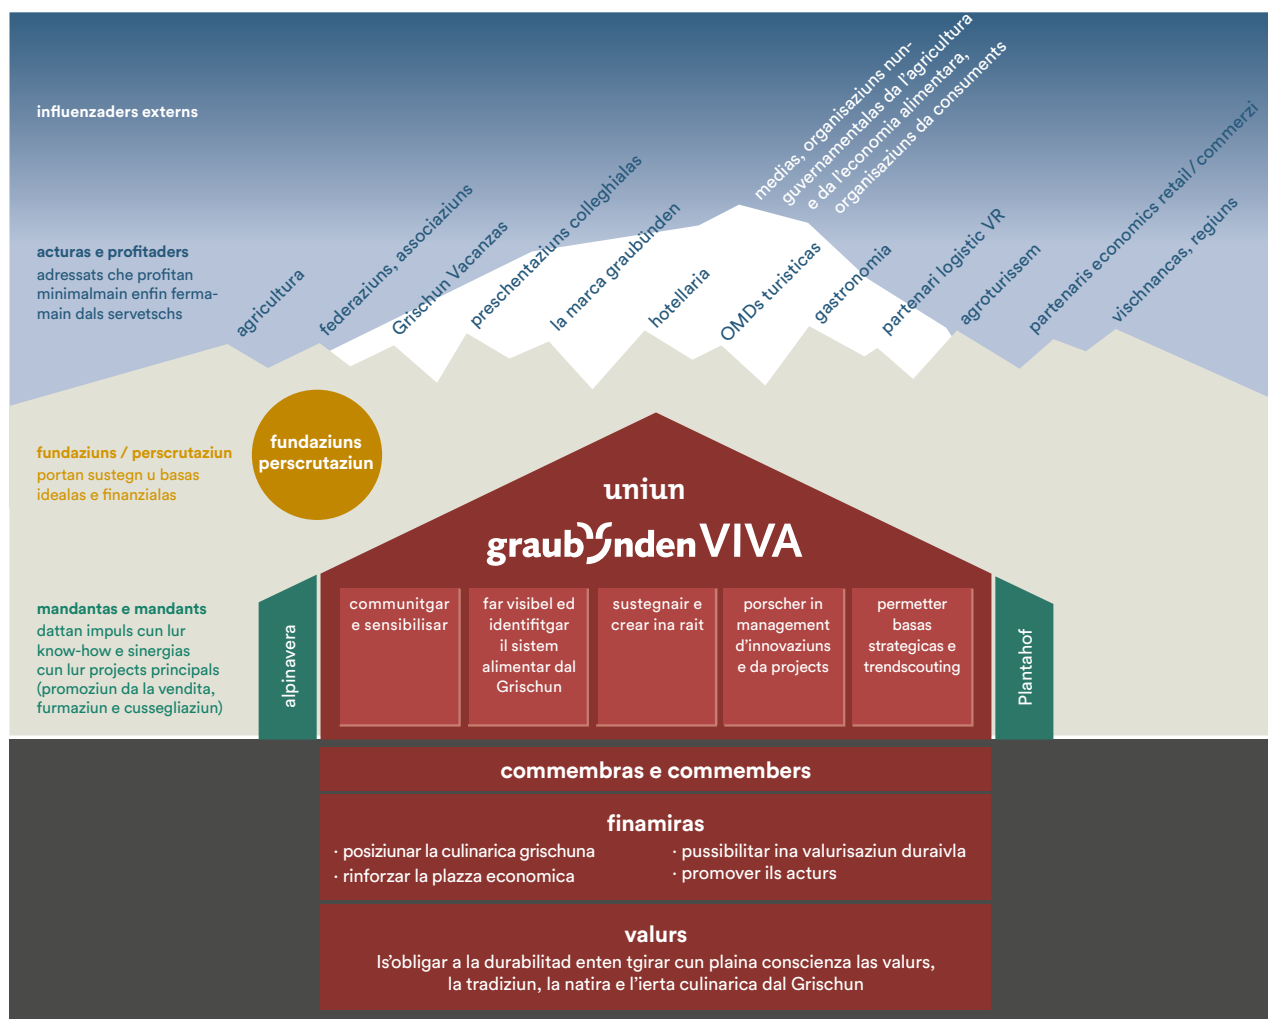 influenzaders externs
medias, organisaziuns nun-
guvernamentalas da l’agricultura
e da l’economia alimentara,
organisaziuns da consuments
acturas e profitaders
adressats che profitan
minimalmain enfin ferma-
main dals servetschs
agricultura
federaziuns, associaziuns
Grischun Vacanzas
preschentaziuns colleghialas
la marca graubünden
hotellaria
OMDs turisticas
gastronomia
partenari logistic VR
agroturissem
partenaris economics retail / commerzi
vischnancas, regiuns
fundaziuns / perscrutaziun
portan sustegn u basas
idealas e finanzialas
fundaziuns
perscrutaziun
uniun
graubünden VIVA
mandantas e mandants
dattan impuls cun lur
know-how e sinergias
cun lur projects principals
(promoziun da la vendita,
furmaziun e cussegliaziun)
alpinavera
communitgar
e sensibilisar
far visibel ed
identifitgar
il sistem
alimentar dal
Grischun
sustegnair e
crear ina rait
porscher in
management
d’innovaziuns
e da projects
permetter
basas
strategicas e
trendscouting
Plantahof
commembras e commembers
finamiras
· posiziunar la culinarica grischuna
· rinforzar la plazza economica
· pussibilitar ina valurisaziun duraivla
· promover ils acturs
valurs
Is’obligar a la durabilitad enten tgirar cun plaina conscienza las valurs,
la tradiziun, la natira e l’ierta culinarica dal Grischun